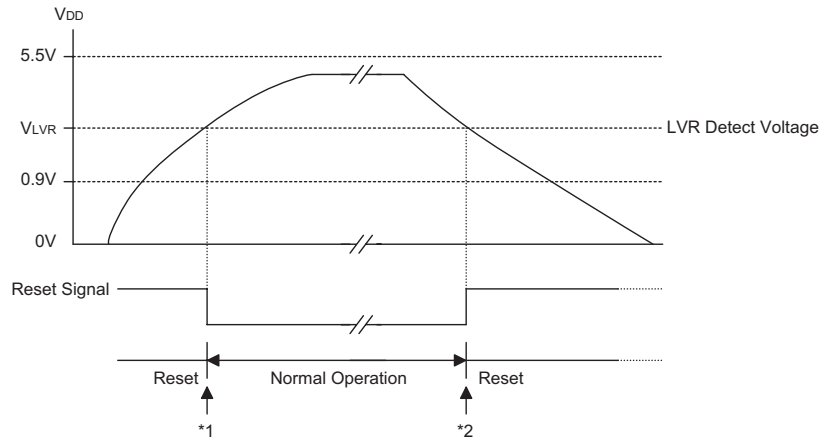 VDD
5.5V
VLVR
LVR Detect Voltage
0.9V
0V
Reset Signal
Reset
Normal Operation
Reset
*1
*2